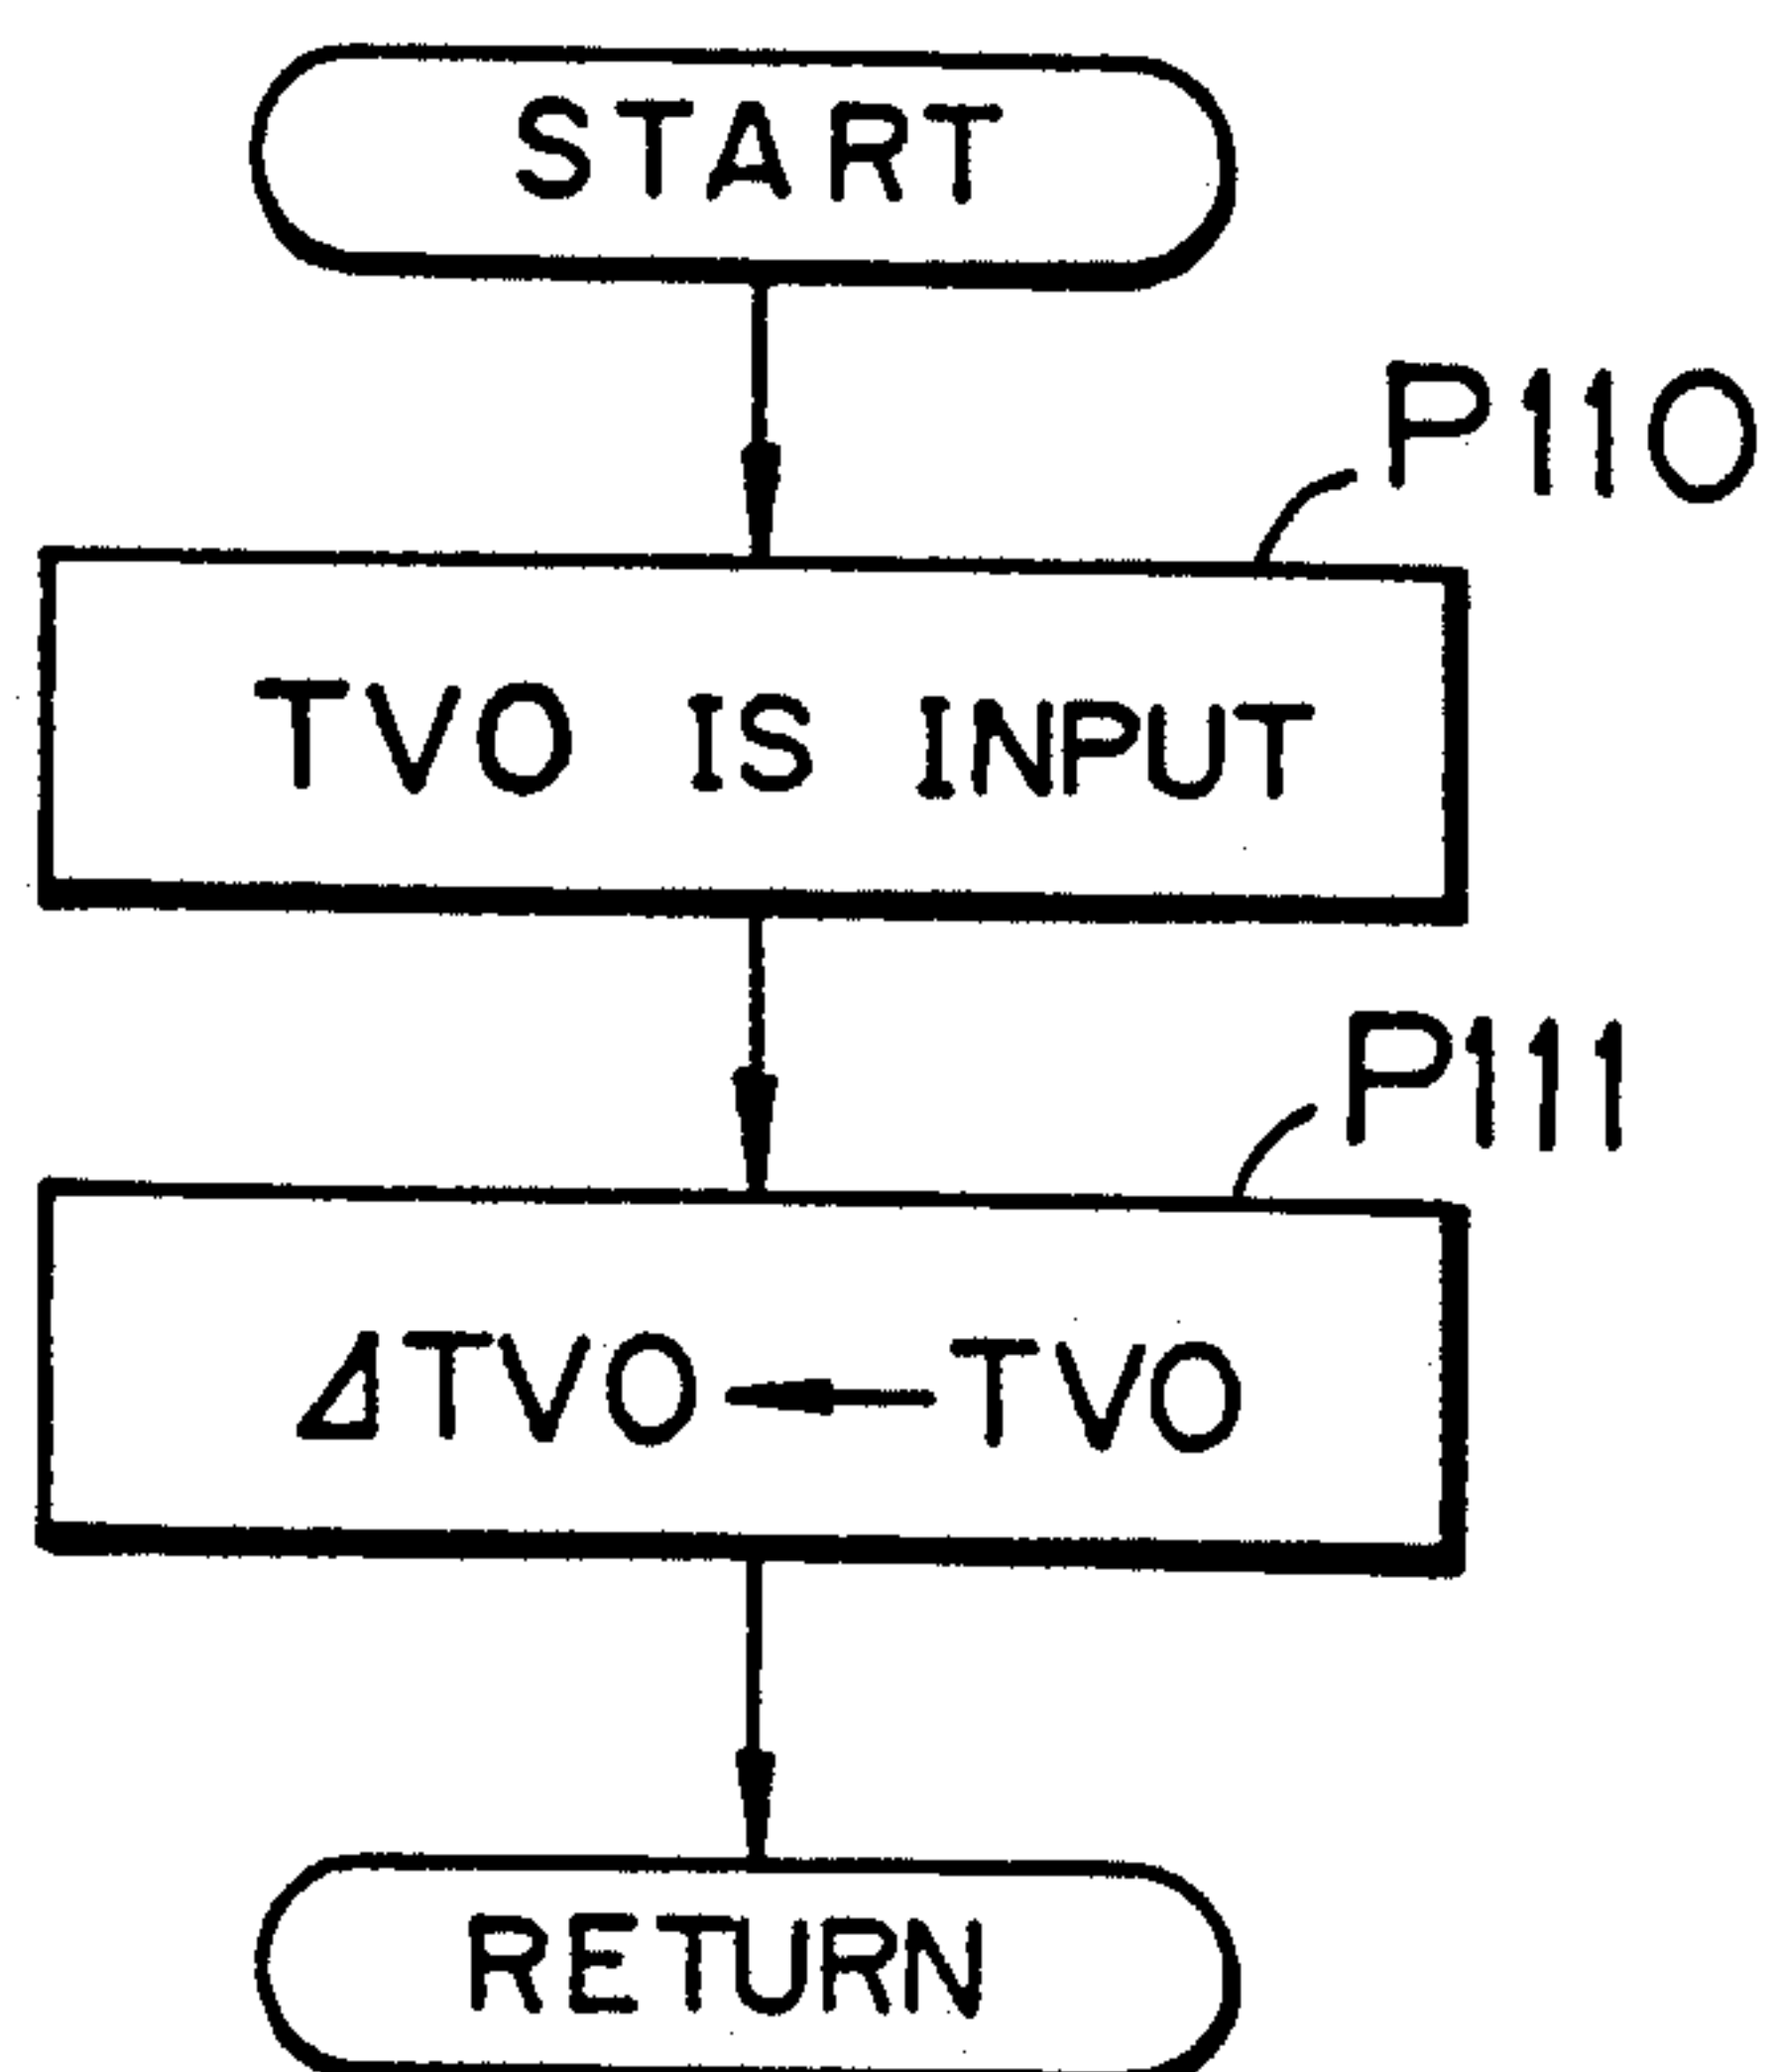 START
P110
TVO IS INPUT
P111
ΔTVO ← TVO
RETURN